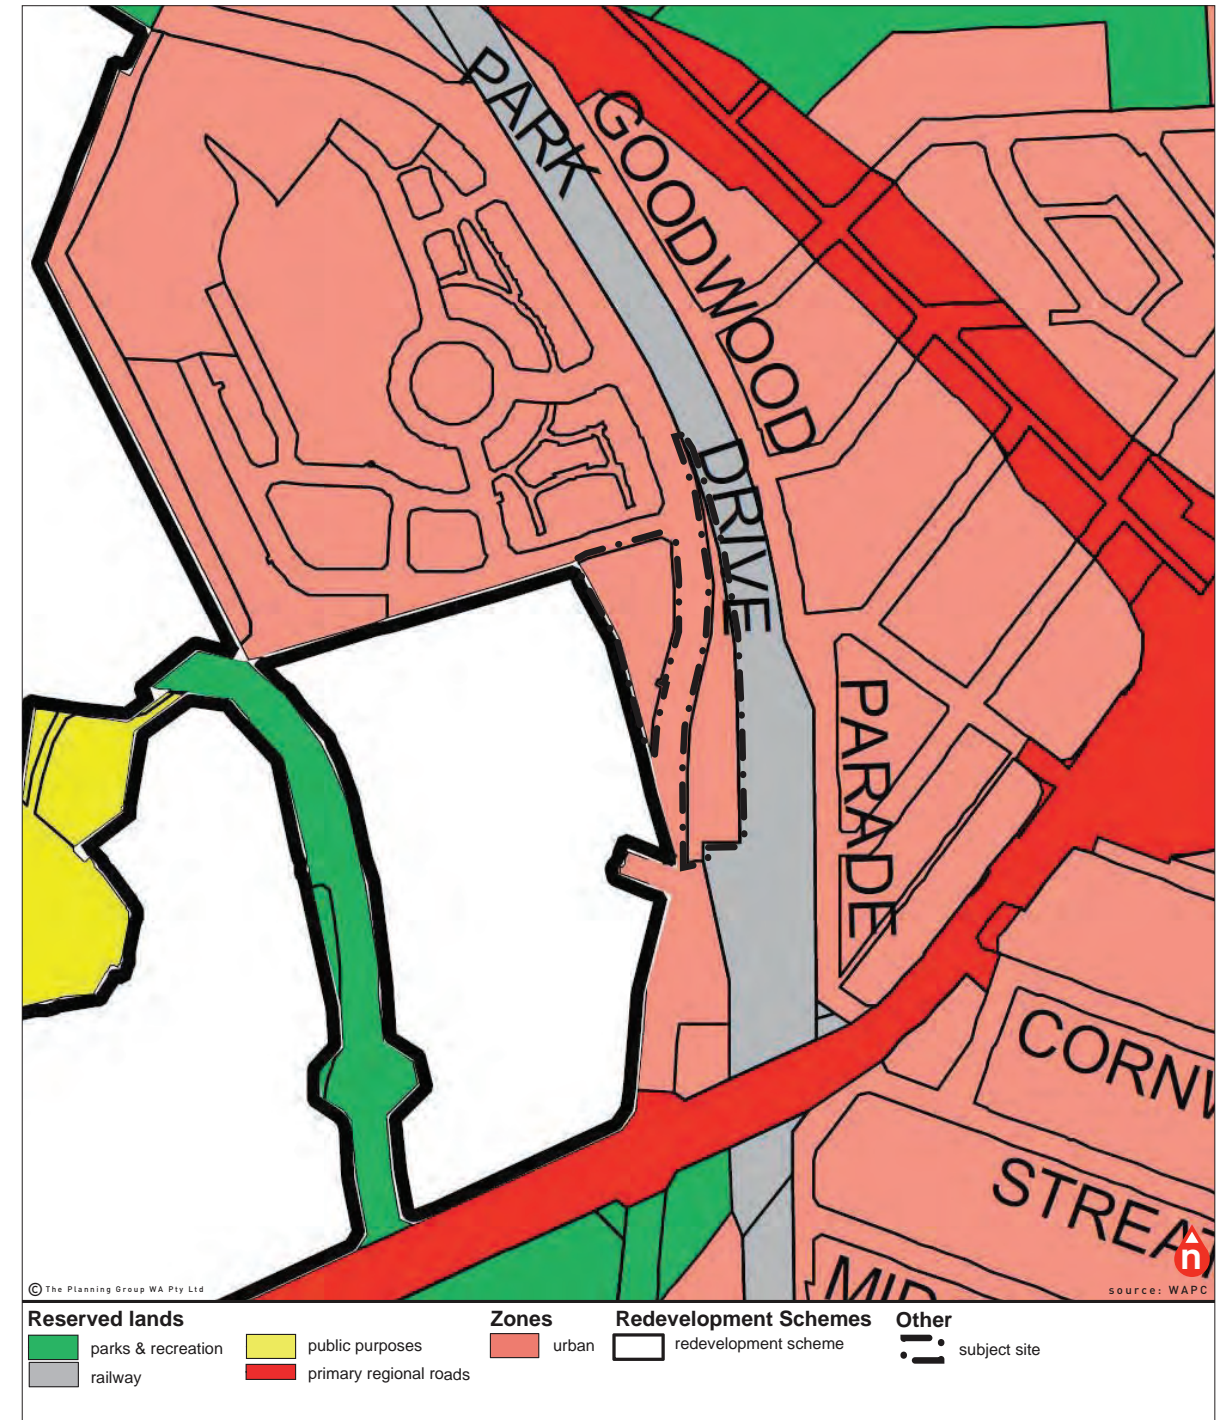 PARK
GOODWOOD
DRIVE
PARADE
CORNW
STREAT
MID
n
© The Planning Group WA Pty Ltd
source: WAPC
Reserved lands
parks & recreation
railway
public purposes
primary regional roads
Zones
urban
Redevelopment Schemes
redevelopment scheme
Other
subject site